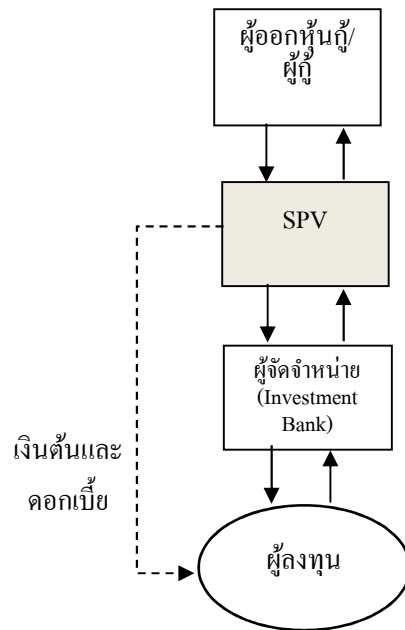 ผู้ออกหุ้นกู้/
ผู้กู้
SPV
ผู้จัดจำหน่าย
(Investment
Bank)
เงินต้นและ
ดอกเบี้ย
ผู้ลงทุน